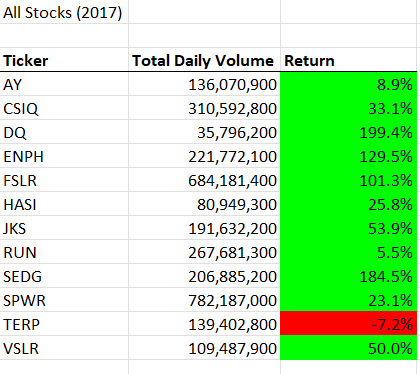 All Stocks (2017)
Ticker Total Daily Volume Return
AY 136,070,900 8.9%
CSIQ 310,592,800 33.1%
DQ 35,796,200 199.4%
ENPH 221,772,100 129.5%
FSLR 684,181,400 101.3%
HASI 80,949,300 25.8%
JKS 191,632,200 53.9%
RUN 267,681,300 5.5%
SEDG 206,885,200 184.5%
SPWR 782,187,000 23.1%
TERP 139,402,800 -7.2%
VSLR 109,487,900 50.0%